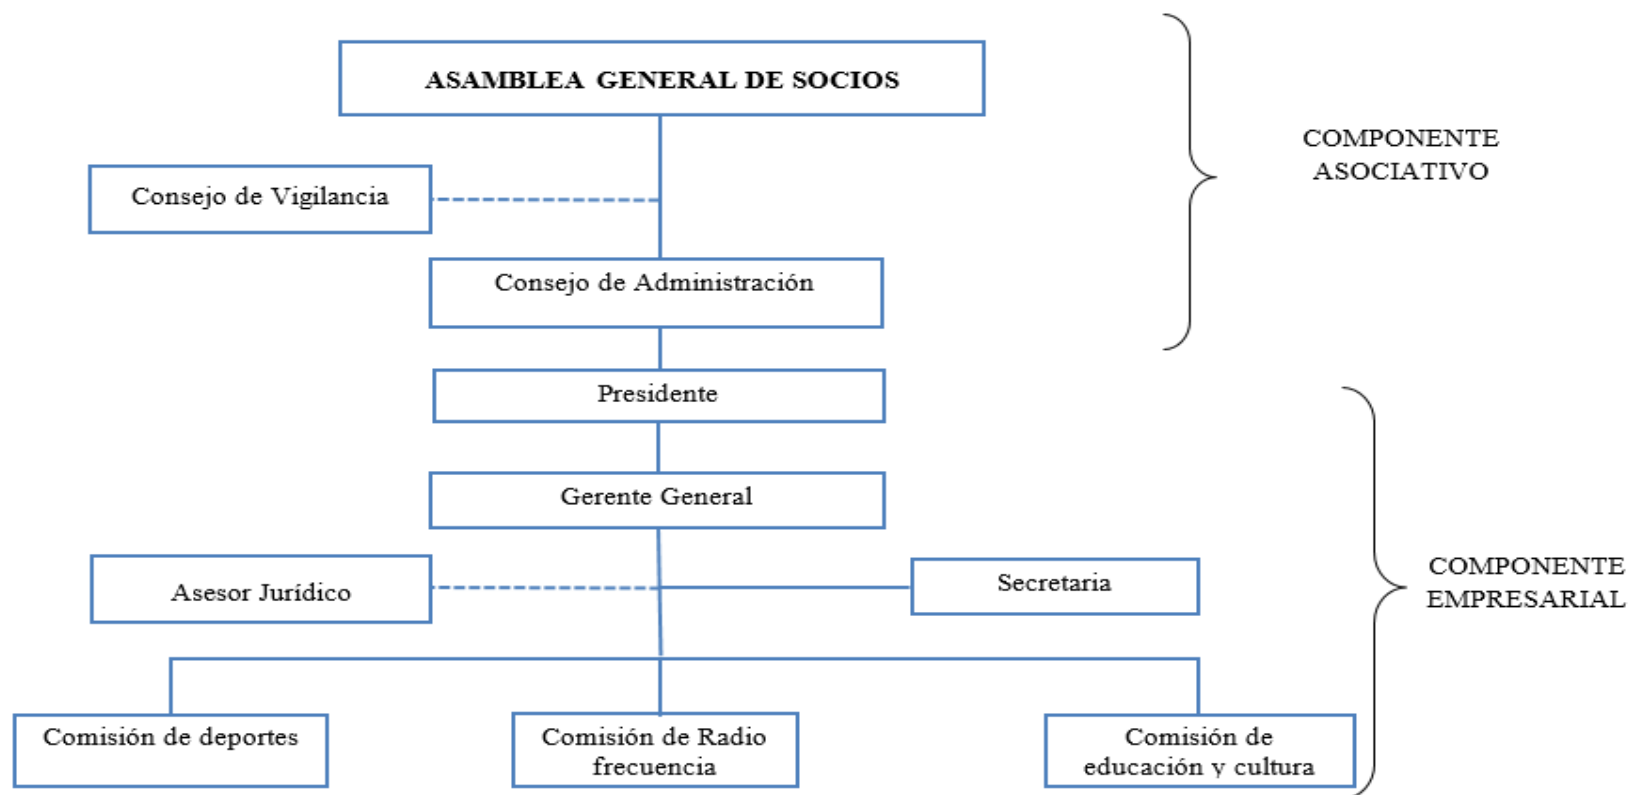 ASAMBLEA GENERAL DE SOCIOS
COMPONENTE
ASOCIATIVO
Consejo de Vigilancia
Consejo de Administración
Presidente
Gerente General
Asesor Jurídico
Secretaria
COMPONENTE
EMPRESARIAL
Comisión de deportes
Comisión de Radio
frecuencia
Comisión de
educación y cultura